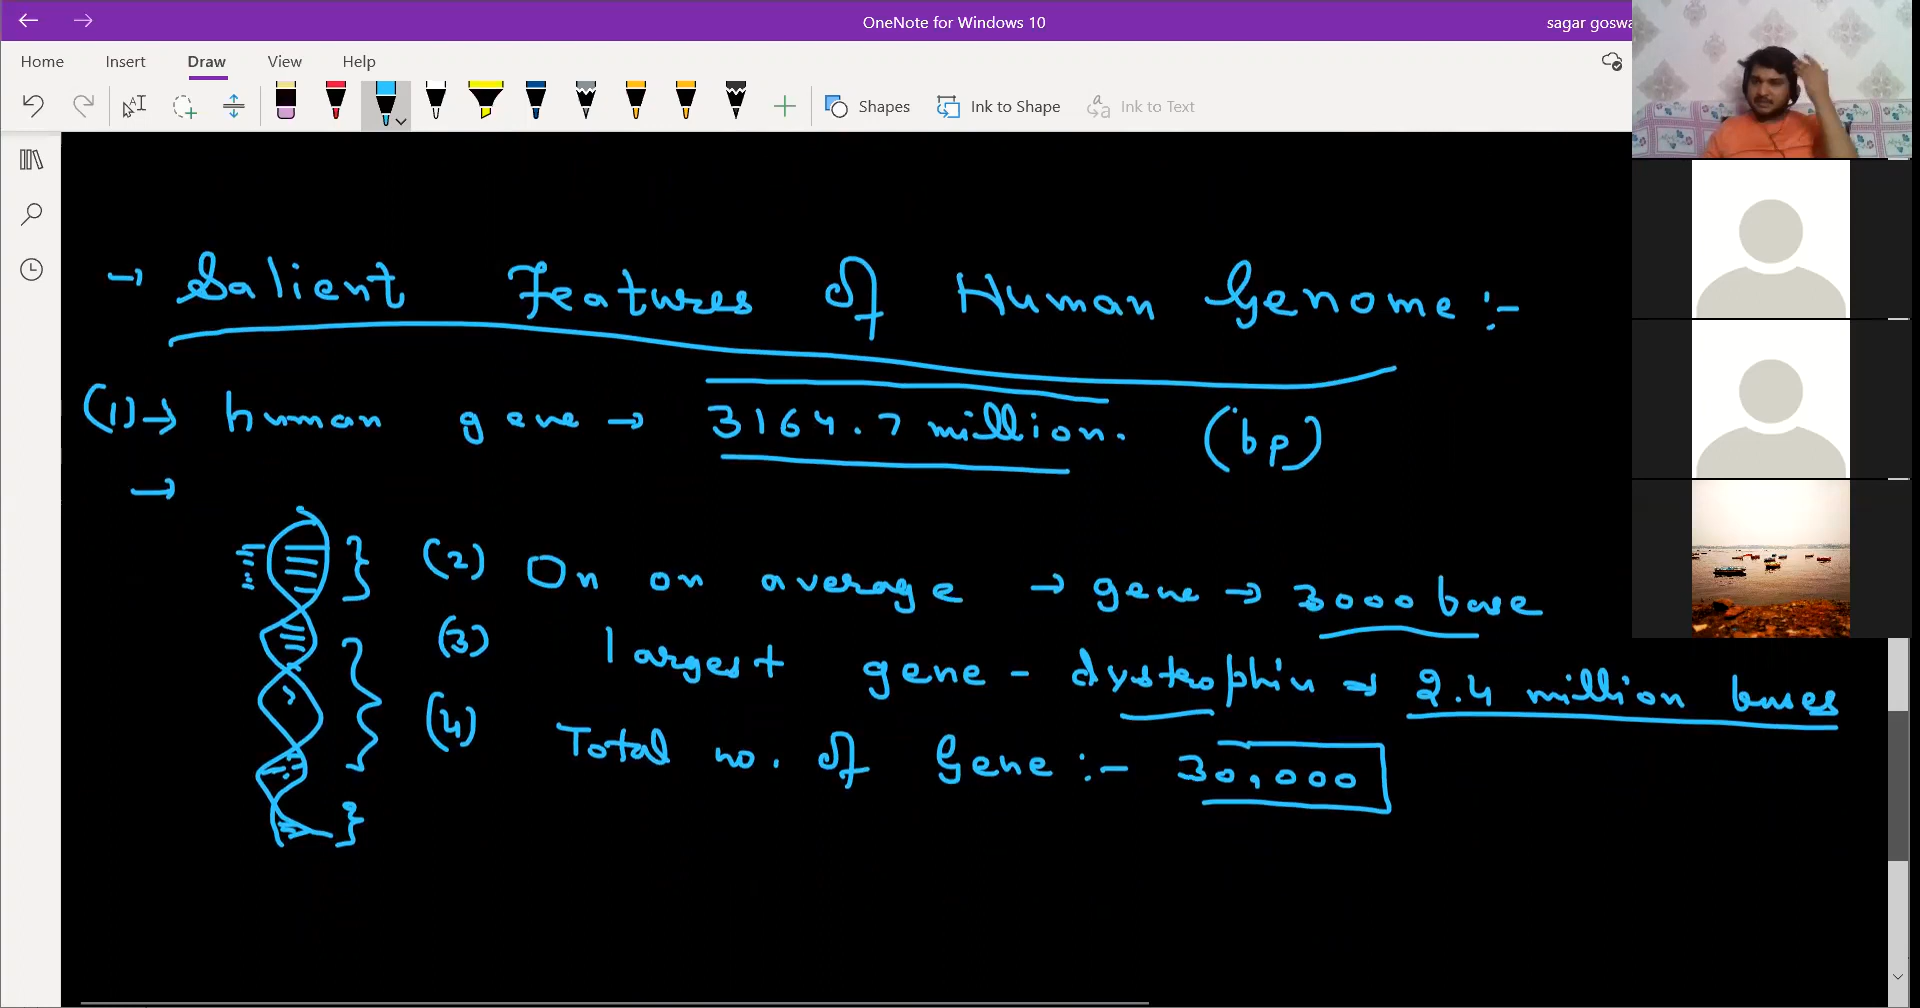 OneNote for Windows 10
sagar goswa
Home Insert Draw View Help
Shapes Ink to Shape Ink to Text
→ Salient Features of Human Genome :-
(1) → human gene → 3164.7 million. (bp)
→
(2) On on average → gene → 3000 base
(3) largest gene - dystrophin → 2.4 million bases
(4) Total no. of Gene :- 30,000